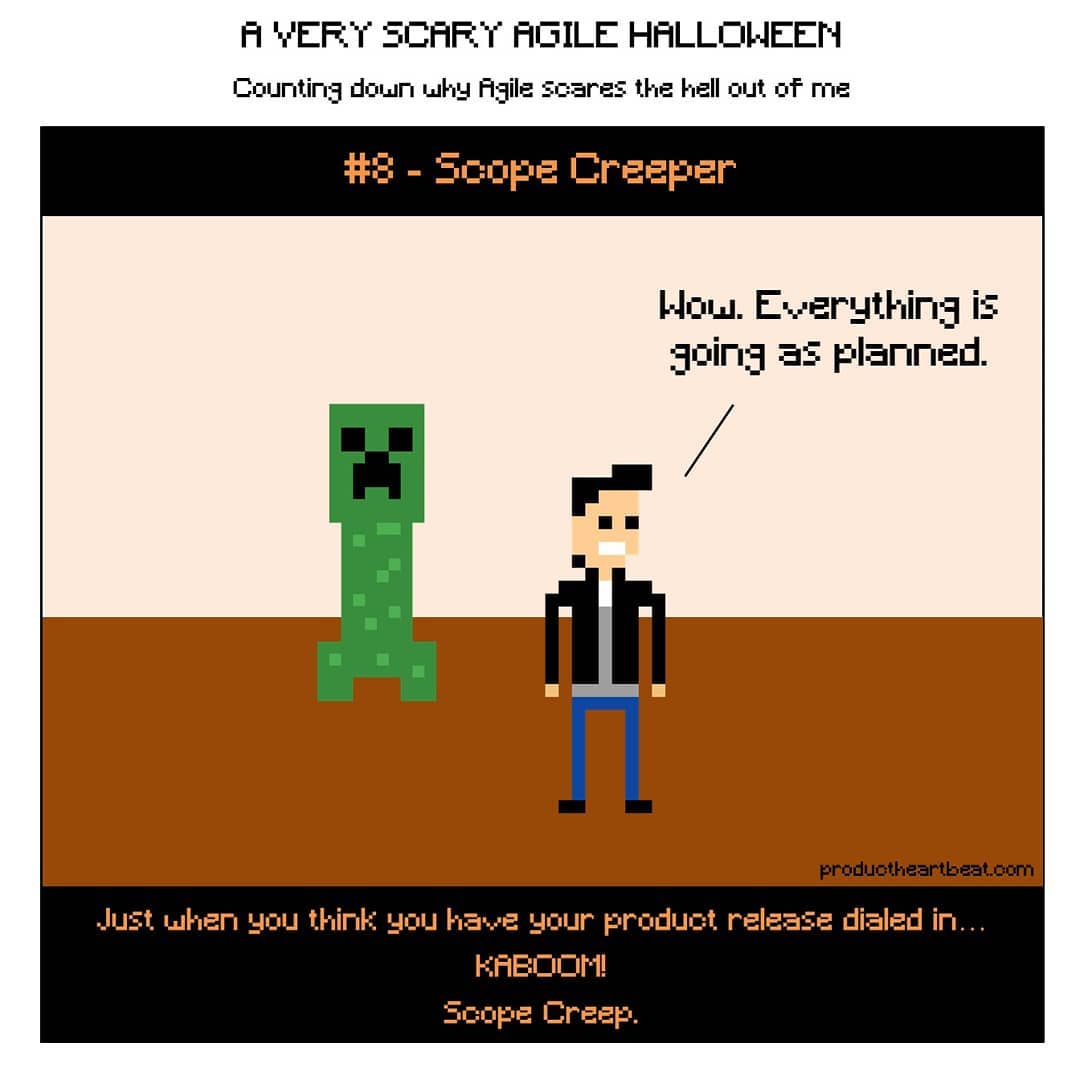 A VERY SCARY AGILE HALLOWEEN
Counting down why Agile scares the hell out of me
#8 - Scope Creeper
Wow. Everything is
going as planned.
productheartbeat.com
Just when you think you have your product release dialed in...
KABOOM!
Scope Creep.